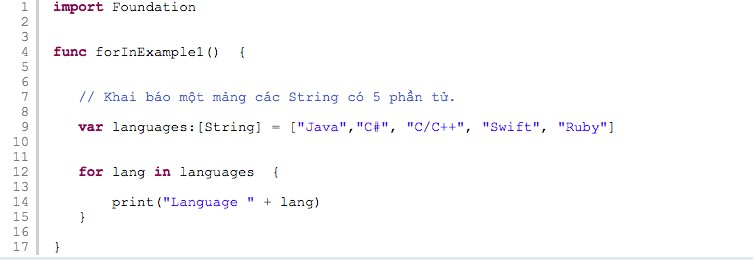 1 import Foundation
2
3
4 func forInExample1()  {
5
6
7    // Khai báo một mảng các String có 5 phần tử.
8
9    var languages:[String] = ["Java","C#", "C/C++", "Swift", "Ruby"]
10
11
12    for lang in languages  {
13
14        print("Language " + lang)
15    }
16
17 }